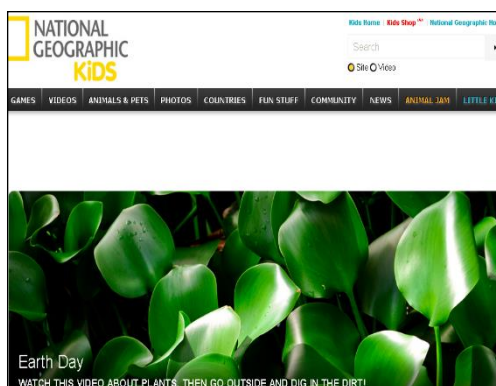 NATIONAL
GEOGRAPHIC
KiDS
Kids Home | Kids Shop | National Geographic
Search
Site Video
GAMES VIDEOS ANIMALS & PETS PHOTOS COUNTRIES FUN STUFF COMMUNITY NEWS ANIMAL JAM LITTLE
Earth Day
WATCH THIS VIDEO ABOUT PLANTS, THEN GO OUTSIDE AND DIG IN THE DIRT!